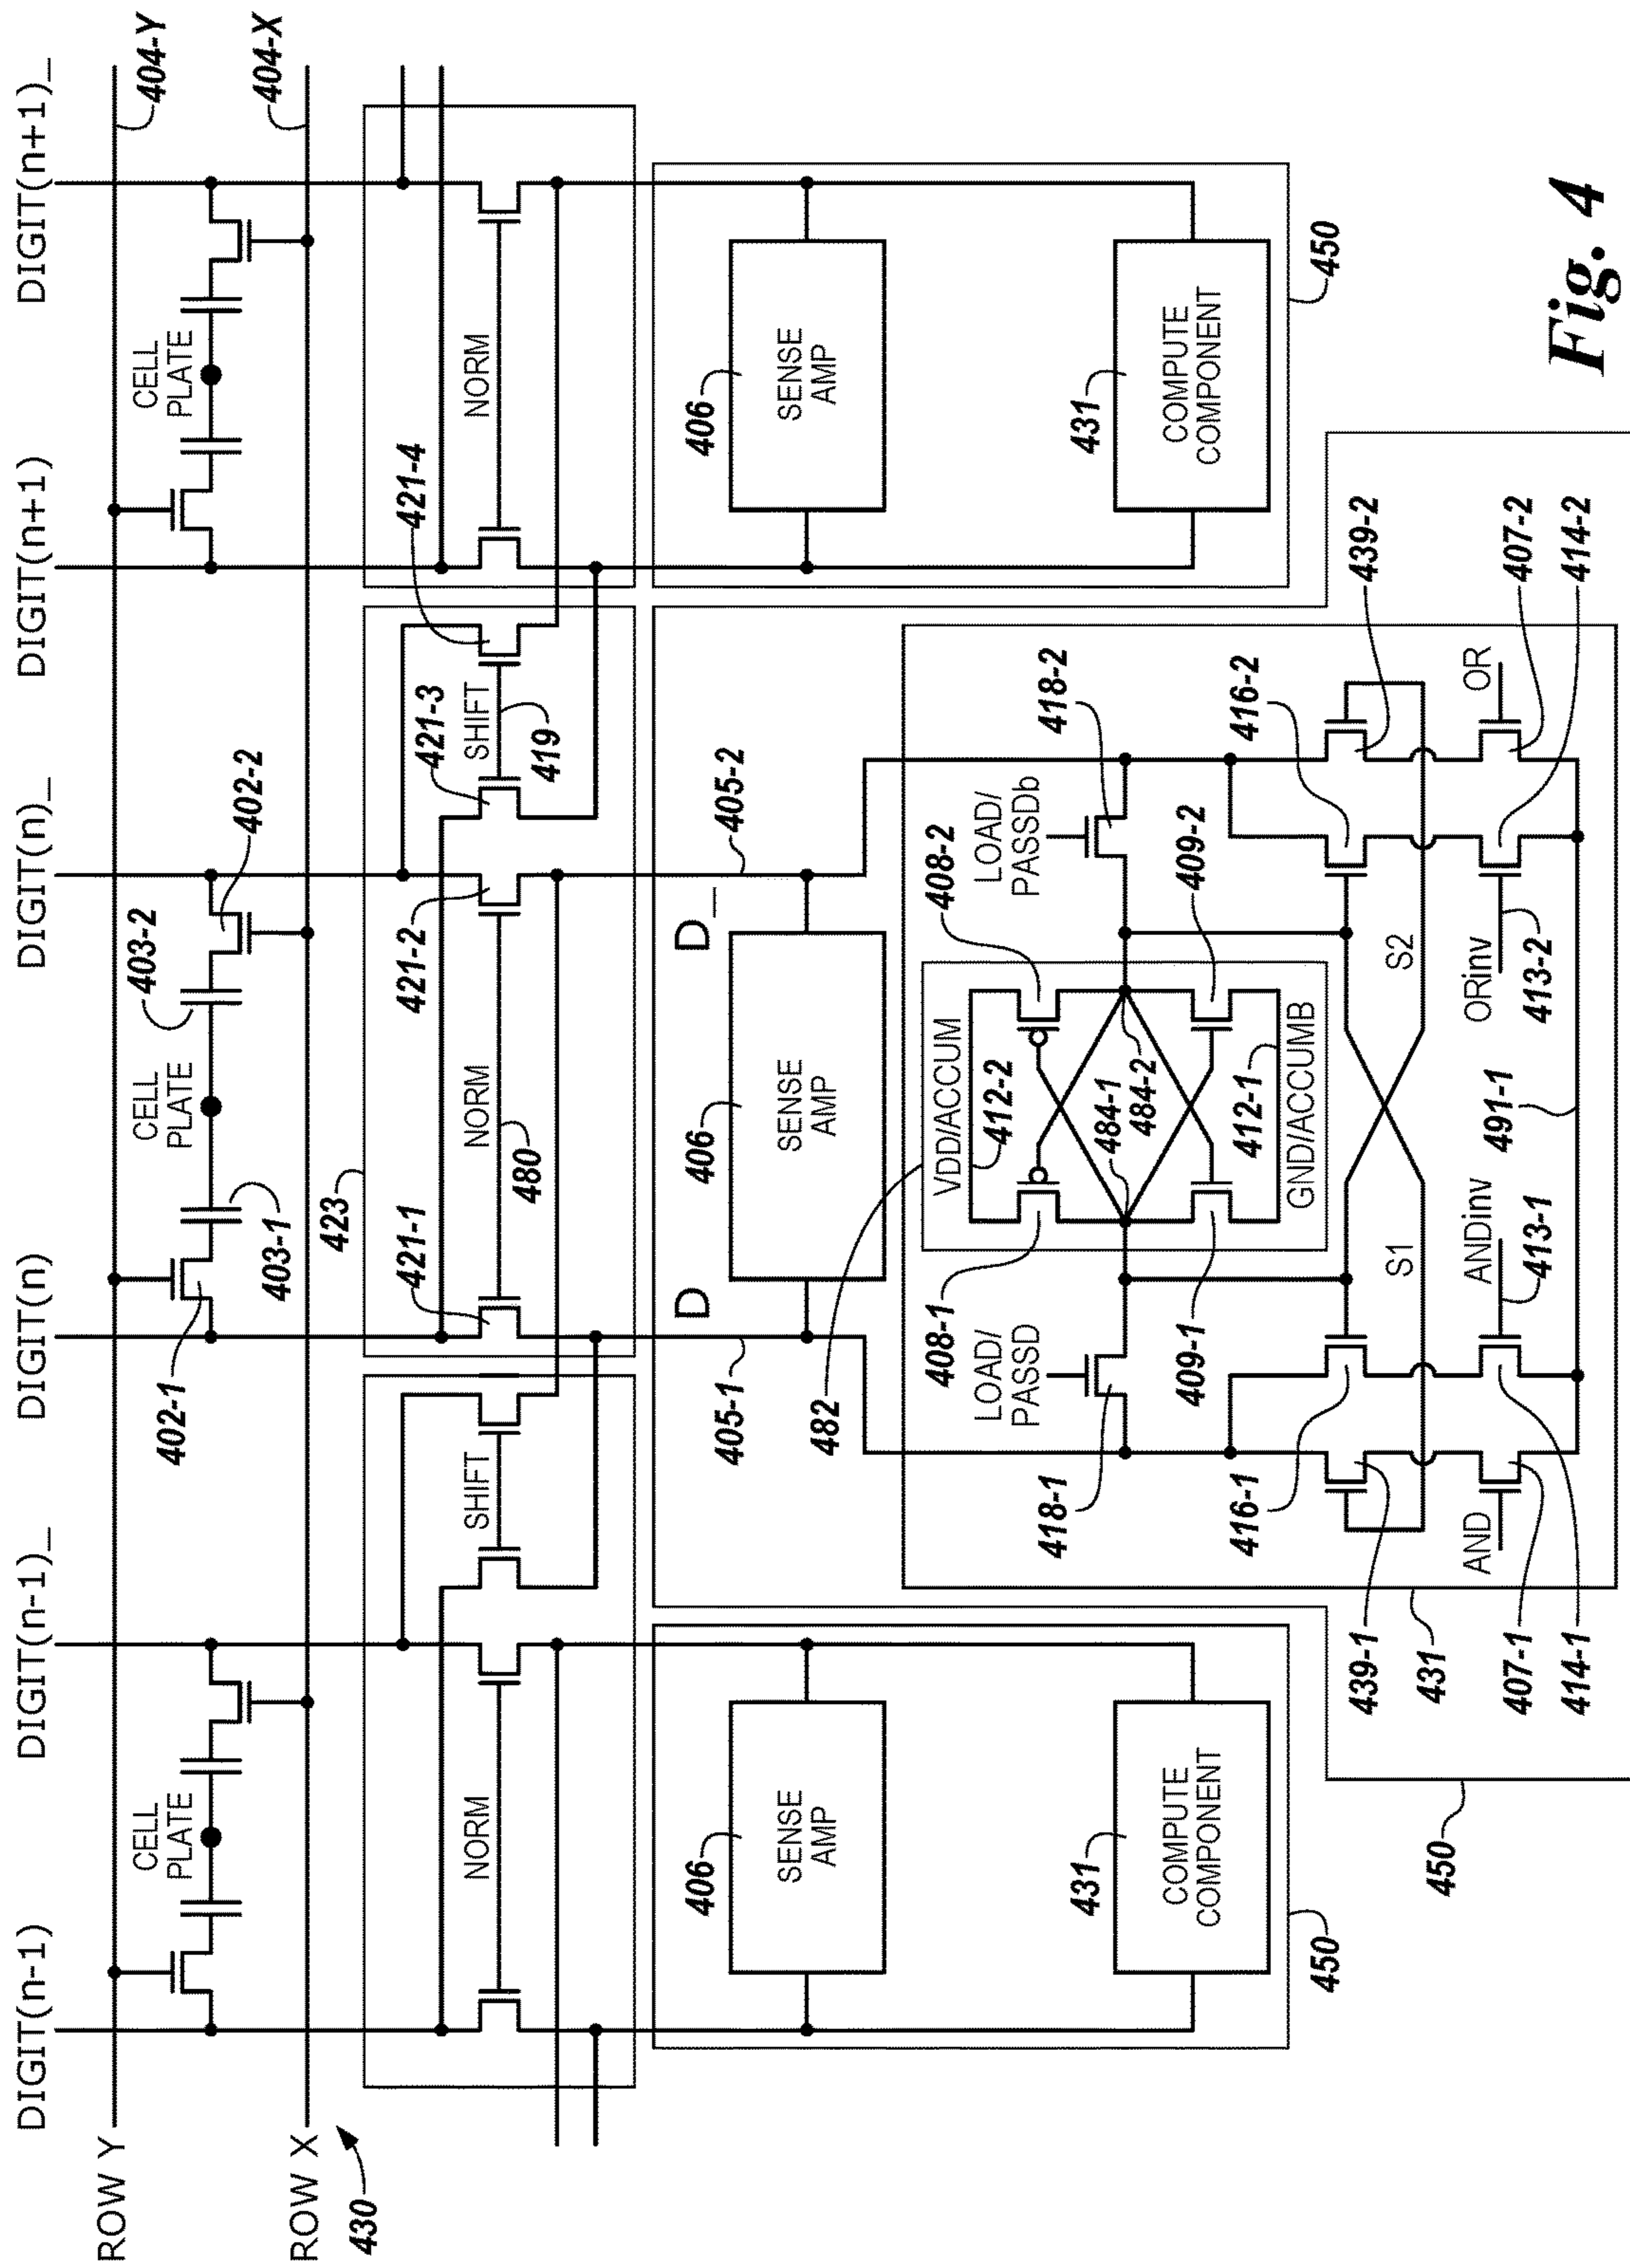 DIGIT(n-1)
DIGIT(n-1)_
DIGIT(n)
DIGIT(n)_
DIGIT(n+1)
DIGIT(n+1)_
ROW Y
404-Y
CELL
PLATE
CELL
PLATE
CELL
PLATE
402-1
403-1
403-2
402-2
ROW X
404-X
430
423
421-1
421-2
421-3
421-4
NORM
SHIFT
NORM
480
SHIFT
419
NORM
D
D_
405-1
405-2
406
SENSE
AMP
406
SENSE
AMP
406
SENSE
AMP
482
VDD/ACCUM
412-2
LOAD/
PASSD
LOAD/
PASSDb
418-1
418-2
408-1
408-2
484-1
484-2
409-1
409-2
412-1
GND/ACCUMB
431
COMPUTE
COMPONENT
431
COMPUTE
COMPONENT
450
450
416-1
416-2
439-1
439-2
S1
S2
431
AND
ANDinv
ORinv
OR
407-1
413-1
413-2
407-2
491-1
414-1
414-2
450
Fig. 4